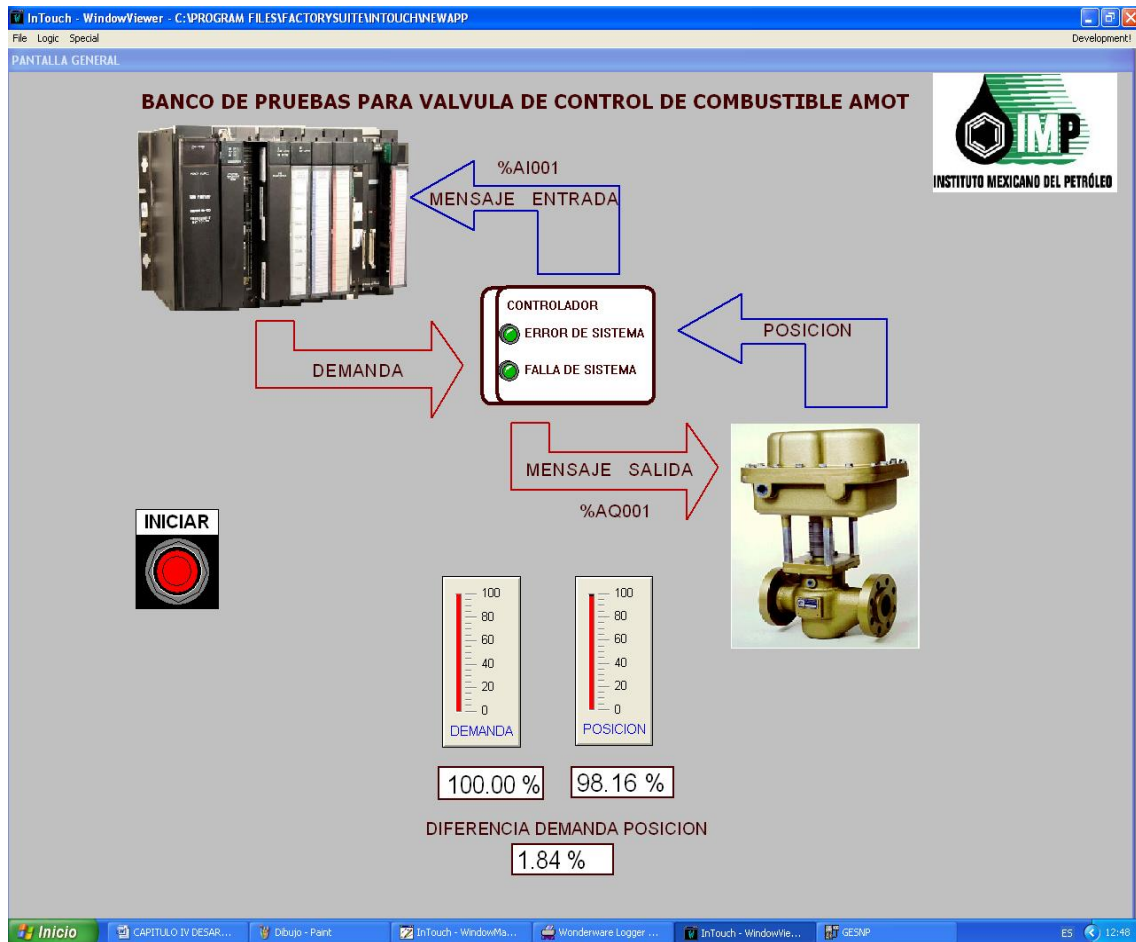 InTouch - WindowViewer - C:\PROGRAM FILES\FACTORYSUITE\INTOUCH\NEWAPP
File Logic Special Development!
PANTALLA GENERAL
BANCO DE PRUEBAS PARA VALVULA DE CONTROL DE COMBUSTIBLE AMOT
IMP
INSTITUTO MEXICANO DEL PETRÓLEO
%AI001
MENSAJE ENTRADA
CONTROLADOR
ERROR DE SISTEMA
FALLA DE SISTEMA
POSICION
DEMANDA
MENSAJE SALIDA
%AQ001
INICIAR
100
80
60
40
20
0
DEMANDA
100
80
60
40
20
0
POSICION
100.00 %
98.16 %
DIFERENCIA DEMANDA POSICION
1.84 %
Inicio
CAPITULO IV DESAR...
Dibujo - Paint
InTouch - WindowMa...
Wonderware Logger ...
InTouch - WindowVie...
GESNP
ES
12:48